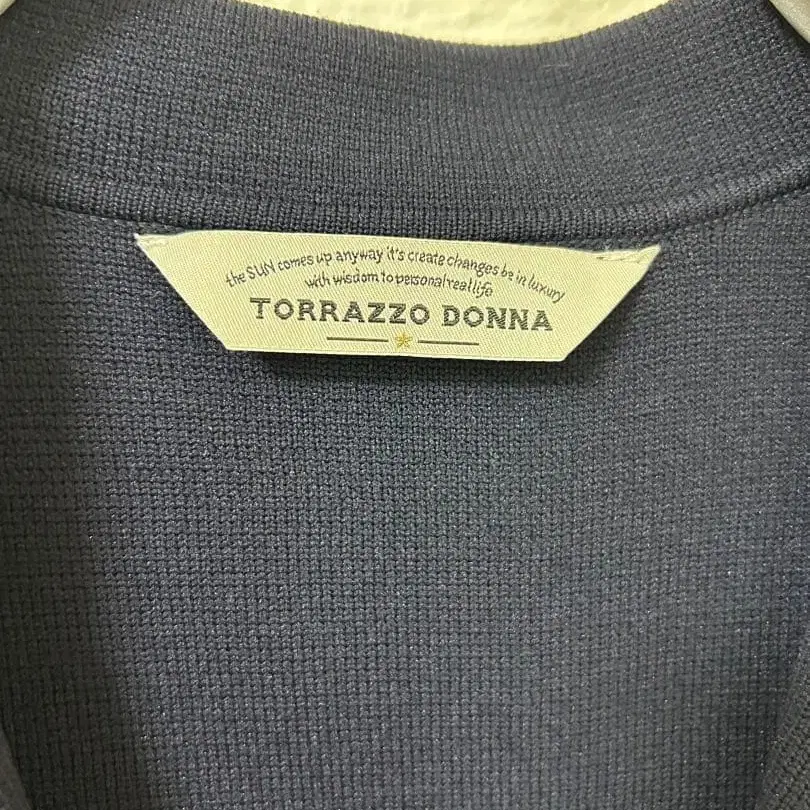 the SUN comes up anyway it's create changes be in luxury
with wisdom to personal real life
TORRAZZO DONNA